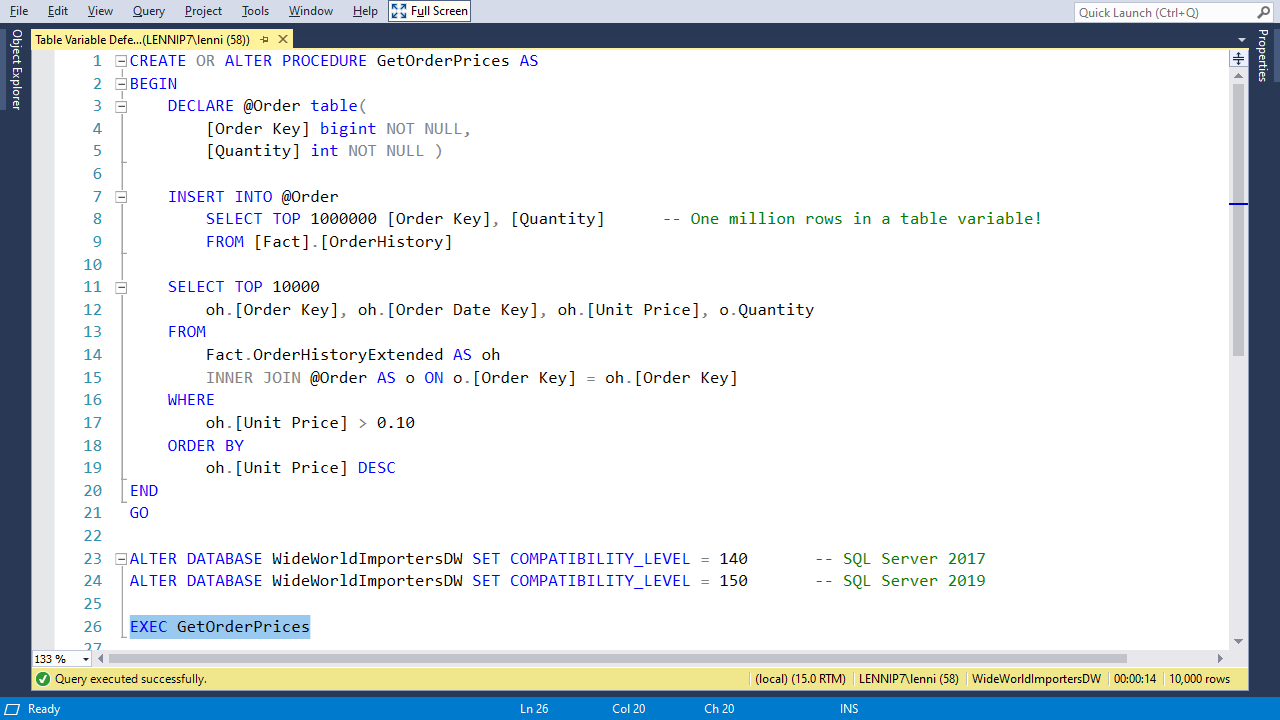 File Edit View Query Project Tools Window Help Full Screen Quick Launch (Ctrl+Q)
Object Explorer
Table Variable Defe...(LENNIP7\lenni (58))
Properties
1 CREATE OR ALTER PROCEDURE GetOrderPrices AS
2 BEGIN
3 DECLARE @Order table(
4 [Order Key] bigint NOT NULL,
5 [Quantity] int NOT NULL )
6
7 INSERT INTO @Order
8 SELECT TOP 1000000 [Order Key], [Quantity] -- One million rows in a table variable!
9 FROM [Fact].[OrderHistory]
10
11 SELECT TOP 10000
12 oh.[Order Key], oh.[Order Date Key], oh.[Unit Price], o.Quantity
13 FROM
14 Fact.OrderHistoryExtended AS oh
15 INNER JOIN @Order AS o ON o.[Order Key] = oh.[Order Key]
16 WHERE
17 oh.[Unit Price] > 0.10
18 ORDER BY
19 oh.[Unit Price] DESC
20 END
21 GO
22
23 ALTER DATABASE WideWorldImportersDW SET COMPATIBILITY_LEVEL = 140 -- SQL Server 2017
24 ALTER DATABASE WideWorldImportersDW SET COMPATIBILITY_LEVEL = 150 -- SQL Server 2019
25
26 EXEC GetOrderPrices
27
133 %
Query executed successfully. (local) (15.0 RTM) LENNIP7\lenni (58) WideWorldImportersDW 00:00:14 10,000 rows
Ready Ln 26 Col 20 Ch 20 INS